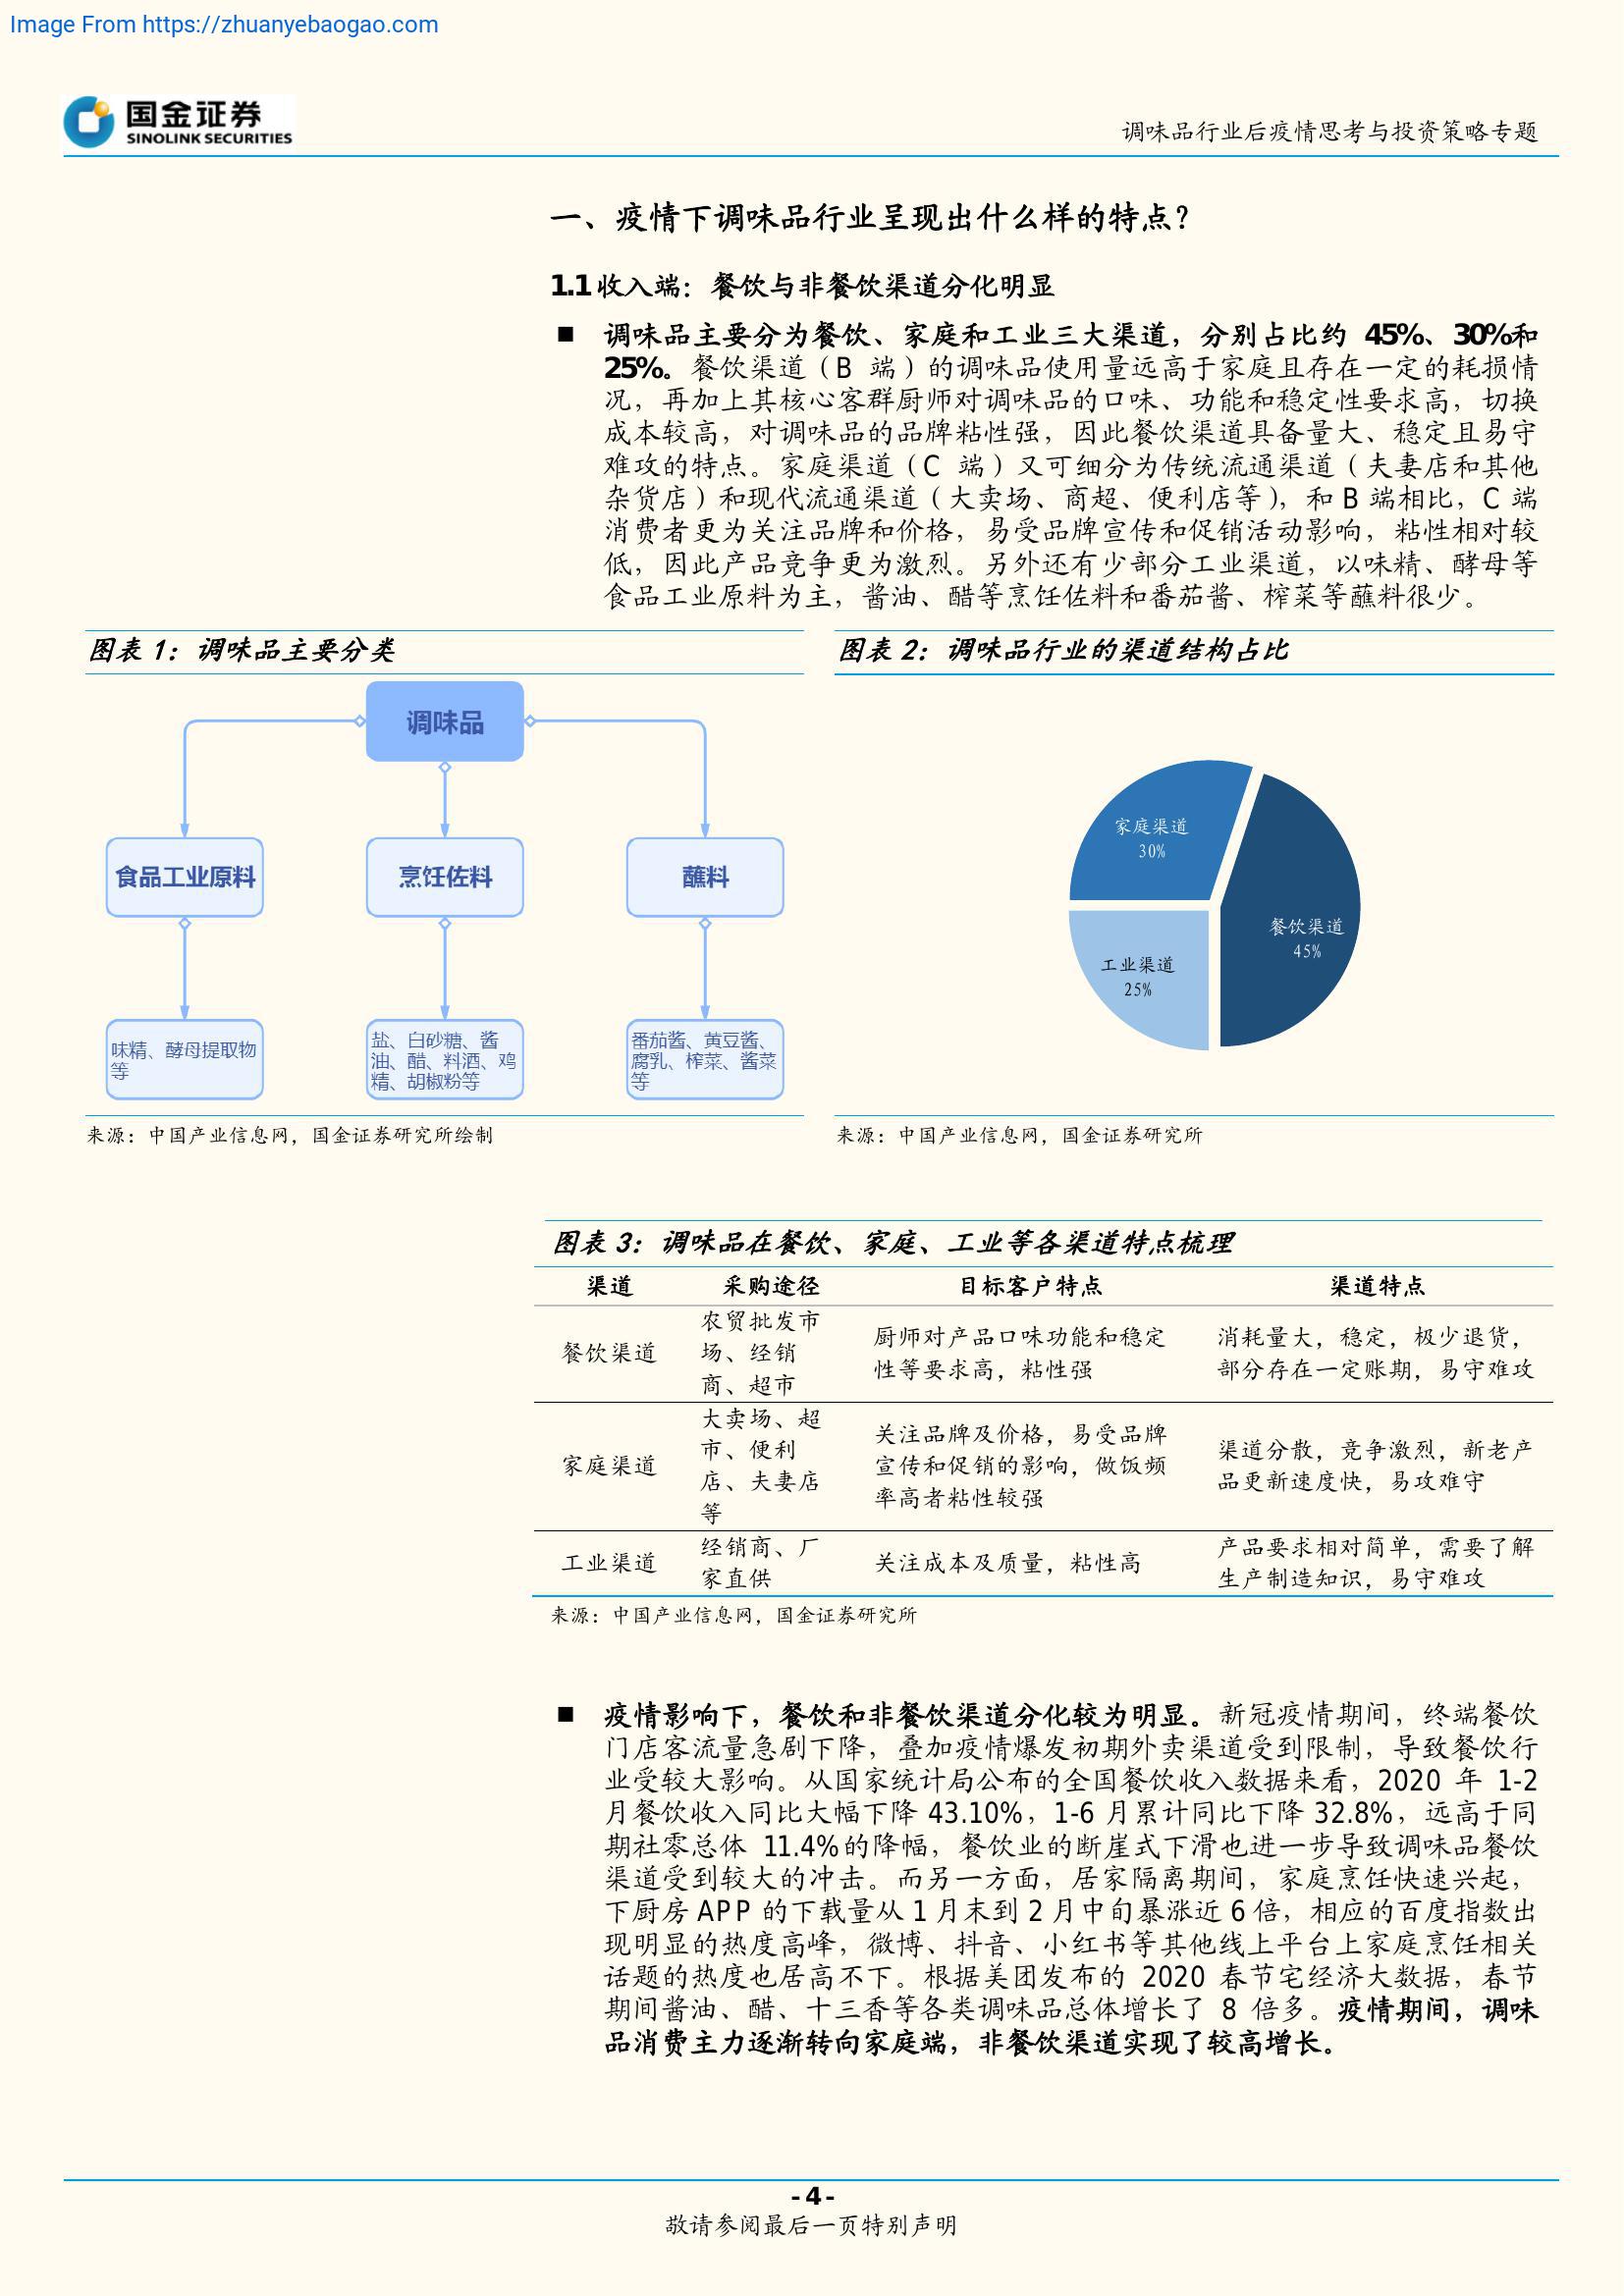 Image From https://zhuanyebaogao.com
国金证券
SINOLINK SECURITIES
调味品行业后疫情思考与投资策略专题
一、疫情下调味品行业呈现出什么样的特点？
1.1 收入端：餐饮与非餐饮渠道分化明显
■ 调味品主要分为餐饮、家庭和工业三大渠道，分别占比约 45%、30%和
25%。餐饮渠道（B 端）的调味品使用量远高于家庭且存在一定的耗损情
况，再加上其核心客群厨师对调味品的口味、功能和稳定性要求高，切换
成本较高，对调味品的品牌粘性强，因此餐饮渠道具备量大、稳定且易守
难攻的特点。家庭渠道（C 端）又可细分为传统流通渠道（夫妻店和其他
杂货店）和现代流通渠道（大卖场、商超、便利店等），和 B 端相比，C 端
消费者更为关注品牌和价格，易受品牌宣传和促销活动影响，粘性相对较
低，因此产品竞争更为激烈。另外还有少部分工业渠道，以味精、酵母等
食品工业原料为主，酱油、醋等烹饪佐料和番茄酱、榨菜等蘸料很少。
图表 1：调味品主要分类
调味品
食品工业原料
烹饪佐料
蘸料
味精、酵母提取物
等
盐、白砂糖、酱
油、醋、料酒、鸡
精、胡椒粉等
番茄酱、黄豆酱、
腐乳、榨菜、酱菜
等
来源：中国产业信息网，国金证券研究所绘制
图表 2：调味品行业的渠道结构占比
家庭渠道
30%
餐饮渠道
45%
工业渠道
25%
来源：中国产业信息网，国金证券研究所
图表 3：调味品在餐饮、家庭、工业等各渠道特点梳理
渠道 采购途径 目标客户特点 渠道特点
餐饮渠道
农贸批发市
场、经销
商、超市
厨师对产品口味功能和稳定
性等要求高，粘性强
消耗量大，稳定，极少退货，
部分存在一定账期，易守难攻
家庭渠道
大卖场、超
市、便利
店、夫妻店
等
关注品牌及价格，易受品牌
宣传和促销的影响，做饭频
率高者粘性较强
渠道分散，竞争激烈，新老产
品更新速度快，易攻难守
工业渠道
经销商、厂
家直供
关注成本及质量，粘性高
产品要求相对简单，需要了解
生产制造知识，易守难攻
来源：中国产业信息网，国金证券研究所
■ 疫情影响下，餐饮和非餐饮渠道分化较为明显。新冠疫情期间，终端餐饮
门店客流量急剧下降，叠加疫情爆发初期外卖渠道受到限制，导致餐饮行
业受较大影响。从国家统计局公布的全国餐饮收入数据来看，2020 年 1-2
月餐饮收入同比大幅下降 43.10%，1-6 月累计同比下降 32.8%，远高于同
期社零总体 11.4%的降幅，餐饮业的断崖式下滑也进一步导致调味品餐饮
渠道受到较大的冲击。而另一方面，居家隔离期间，家庭烹饪快速兴起，
下厨房 APP 的下载量从 1 月末到 2 月中旬暴涨近 6 倍，相应的百度指数出
现明显的热度高峰，微博、抖音、小红书等其他线上平台上家庭烹饪相关
话题的热度也居高不下。根据美团发布的 2020 春节宅经济大数据，春节
期间酱油、醋、十三香等各类调味品总体增长了 8 倍多。疫情期间，调味
品消费主力逐渐转向家庭端，非餐饮渠道实现了较高增长。
- 4 -
敬请参阅最后一页特别声明